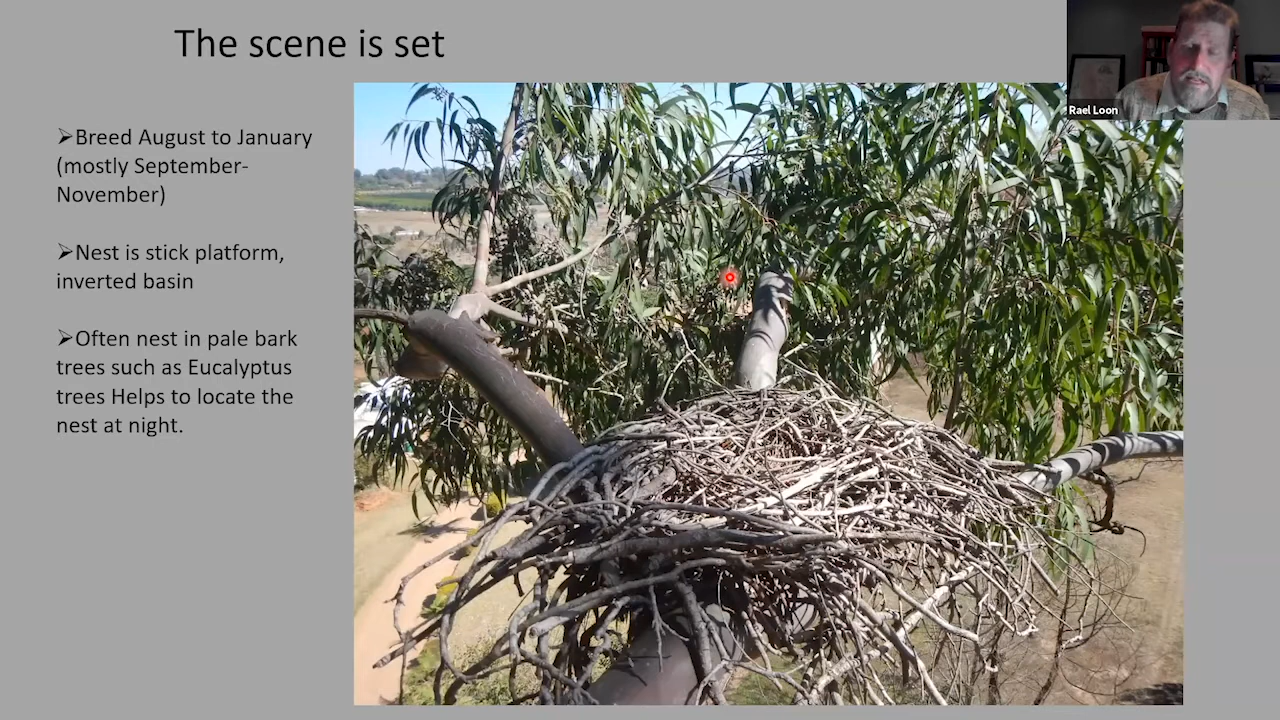 The scene is set
Rael Loon
➢Breed August to January
(mostly September-
November)
➢Nest is stick platform,
inverted basin
➢Often nest in pale bark
trees such as Eucalyptus
trees Helps to locate the
nest at night.